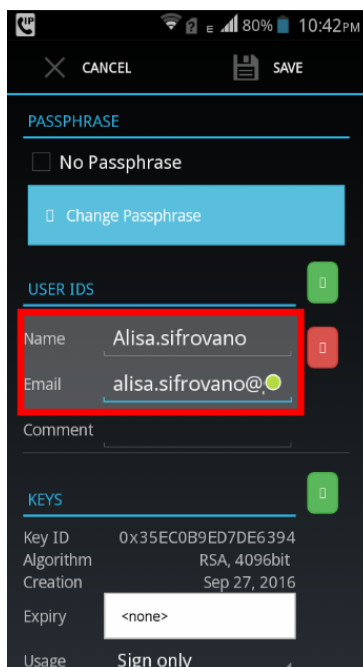 IP
E 80% 10:42PM
CANCEL SAVE
PASSPHRASE
No Passphrase
Change Passphrase
USER IDS
Name Alisa.sifrovano
Email alisa.sifrovano@
Comment
KEYS
Key ID 0x35EC0B9ED7DE6394
Algorithm RSA, 4096bit
Creation Sep 27, 2016
Expiry <none>
Usage Sign only